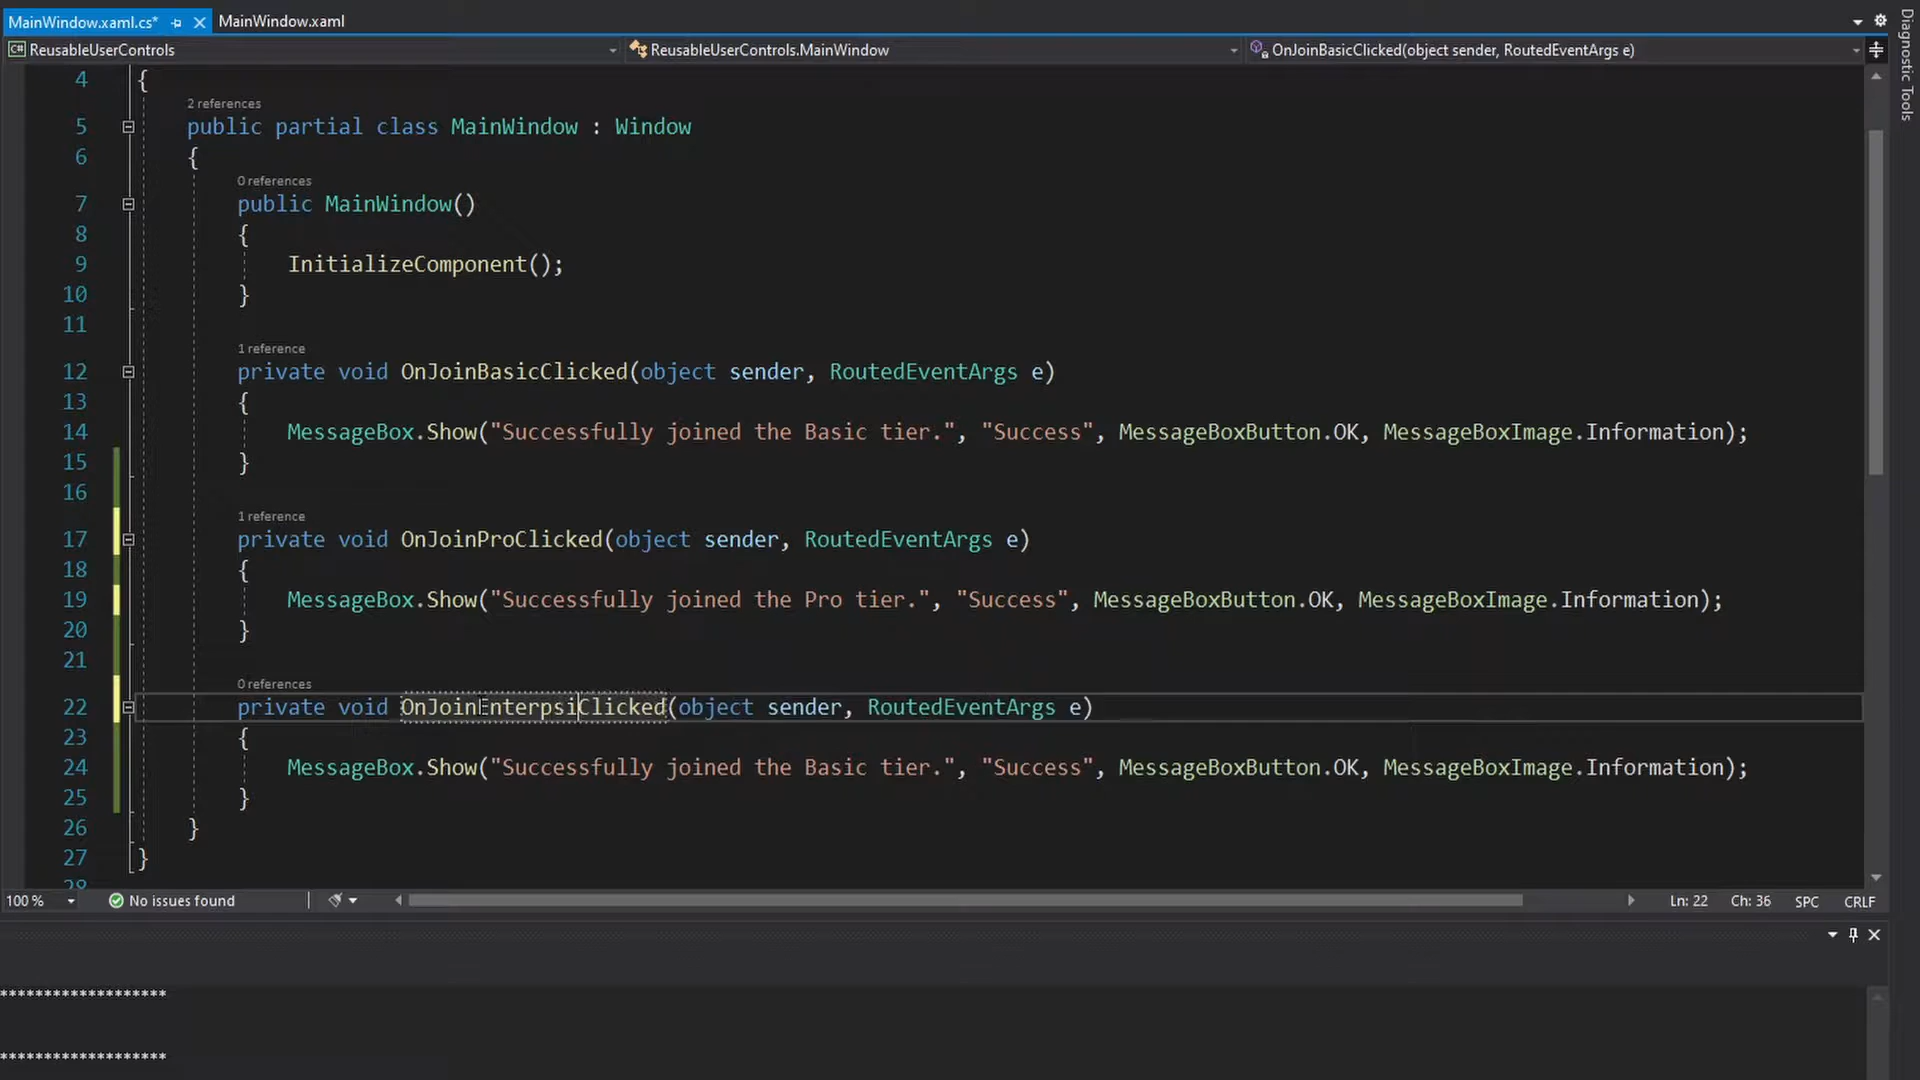 MainWindow.xaml.cs* MainWindow.xaml
C# ReusableUserControls ReusableUserControls.MainWindow OnJoinBasicClicked(object sender, RoutedEventArgs e)
Diagnostic Tools
4 {
2 references
5 public partial class MainWindow : Window
6 {
0 references
7 public MainWindow()
8 {
9 InitializeComponent();
10 }
11
1 reference
12 private void OnJoinBasicClicked(object sender, RoutedEventArgs e)
13 {
14 MessageBox.Show("Successfully joined the Basic tier.", "Success", MessageBoxButton.OK, MessageBoxImage.Information);
15 }
16
1 reference
17 private void OnJoinProClicked(object sender, RoutedEventArgs e)
18 {
19 MessageBox.Show("Successfully joined the Pro tier.", "Success", MessageBoxButton.OK, MessageBoxImage.Information);
20 }
21
0 references
22 private void OnJoinEnterpsiClicked(object sender, RoutedEventArgs e)
23 {
24 MessageBox.Show("Successfully joined the Basic tier.", "Success", MessageBoxButton.OK, MessageBoxImage.Information);
25 }
26 }
27 }
28
100 % No issues found Ln: 22 Ch: 36 SPC CRLF
*******************
*******************